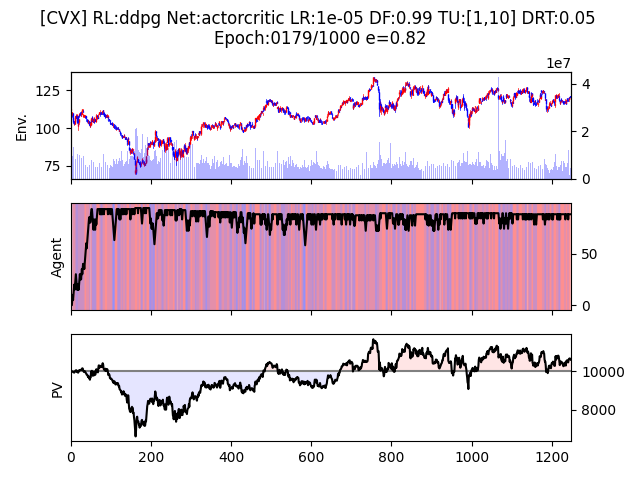 [CVX] RL:ddpg Net:actorcritic LR:1e-05 DF:0.99 TU:[1,10] DRT:0.05
Epoch:0179/1000 e=0.82
1e7
125
100
75
Env.
4
2
0
Agent
50
0
PV
10000
8000
0
200
400
600
800
1000
1200